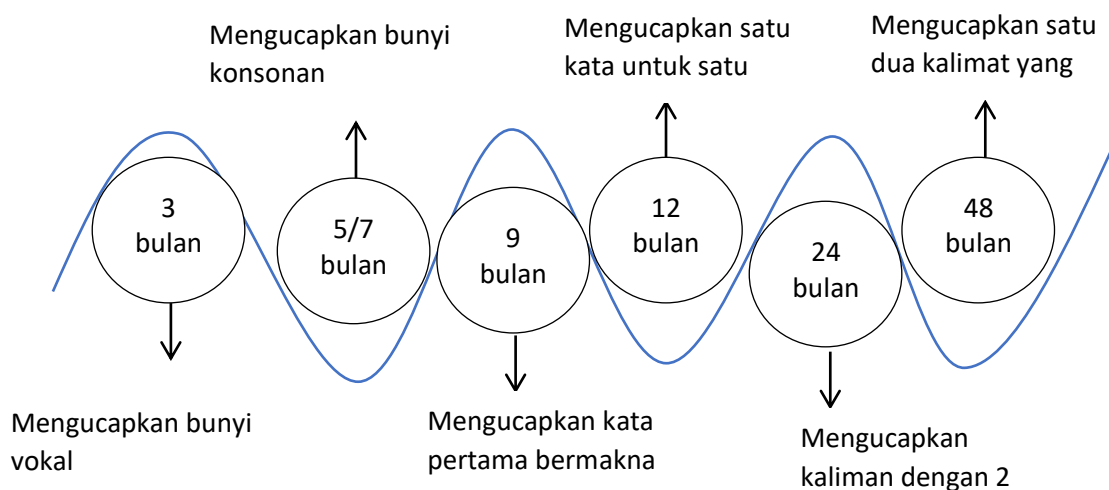 Mengucapkan bunyi
konsonan
Mengucapkan satu
kata untuk satu
Mengucapkan satu
dua kalimat yang
3
bulan
5/7
bulan
9
bulan
12
bulan
24
bulan
48
bulan
Mengucapkan bunyi
vokal
Mengucapkan kata
pertama bermakna
Mengucapkan
kaliman dengan 2